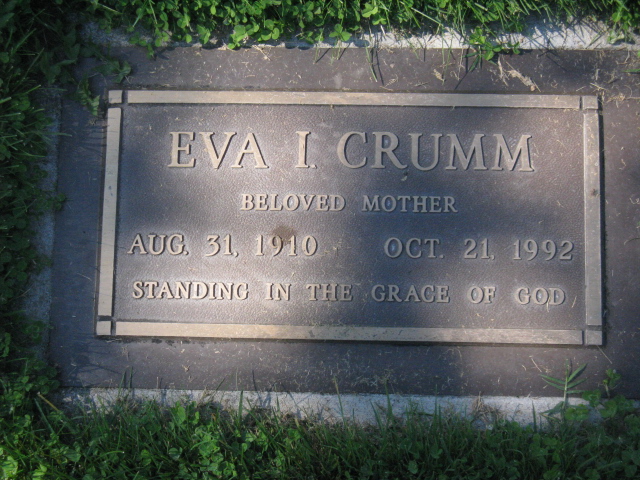 EVA I. CRUMM
BELOVED MOTHER
AUG. 31, 1910 OCT. 21, 1992
STANDING IN THE GRACE OF GOD